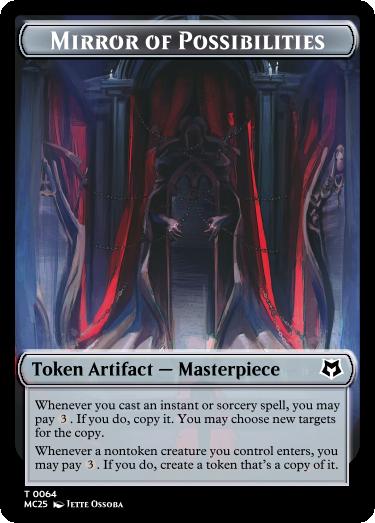 Mirror of Possibilities
Token Artifact — Masterpiece
Whenever you cast an instant or sorcery spell, you may
pay 3. If you do, copy it. You may choose new targets
for the copy.
Whenever a nontoken creature you control enters, you
may pay 3. If you do, create a token that's a copy of it.
T 0064
MC25 Jette Ossoba